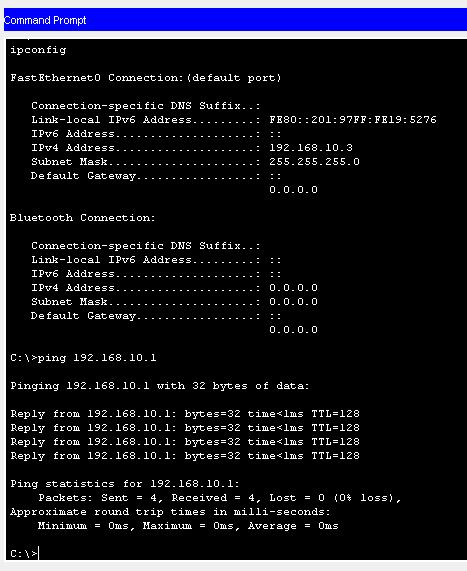 Command Prompt
ipconfig
FastEthernet0 Connection:(default port)
Connection-specific DNS Suffix..:
Link-local IPv6 Address.........: FE80::201:97FF:FE19:5276
IPv6 Address....................: ::
IPv4 Address....................: 192.168.10.3
Subnet Mask.....................: 255.255.255.0
Default Gateway.................: ::
0.0.0.0
Bluetooth Connection:
Connection-specific DNS Suffix..:
Link-local IPv6 Address.........: ::
IPv6 Address....................: ::
IPv4 Address....................: 0.0.0.0
Subnet Mask.....................: 0.0.0.0
Default Gateway.................: ::
0.0.0.0
C:\>ping 192.168.10.1
Pinging 192.168.10.1 with 32 bytes of data:
Reply from 192.168.10.1: bytes=32 time<1ms TTL=128
Reply from 192.168.10.1: bytes=32 time<1ms TTL=128
Reply from 192.168.10.1: bytes=32 time<1ms TTL=128
Reply from 192.168.10.1: bytes=32 time<1ms TTL=128
Ping statistics for 192.168.10.1:
Packets: Sent = 4, Received = 4, Lost = 0 (0% loss),
Approximate round trip times in milli-seconds:
Minimum = 0ms, Maximum = 0ms, Average = 0ms
C:\>